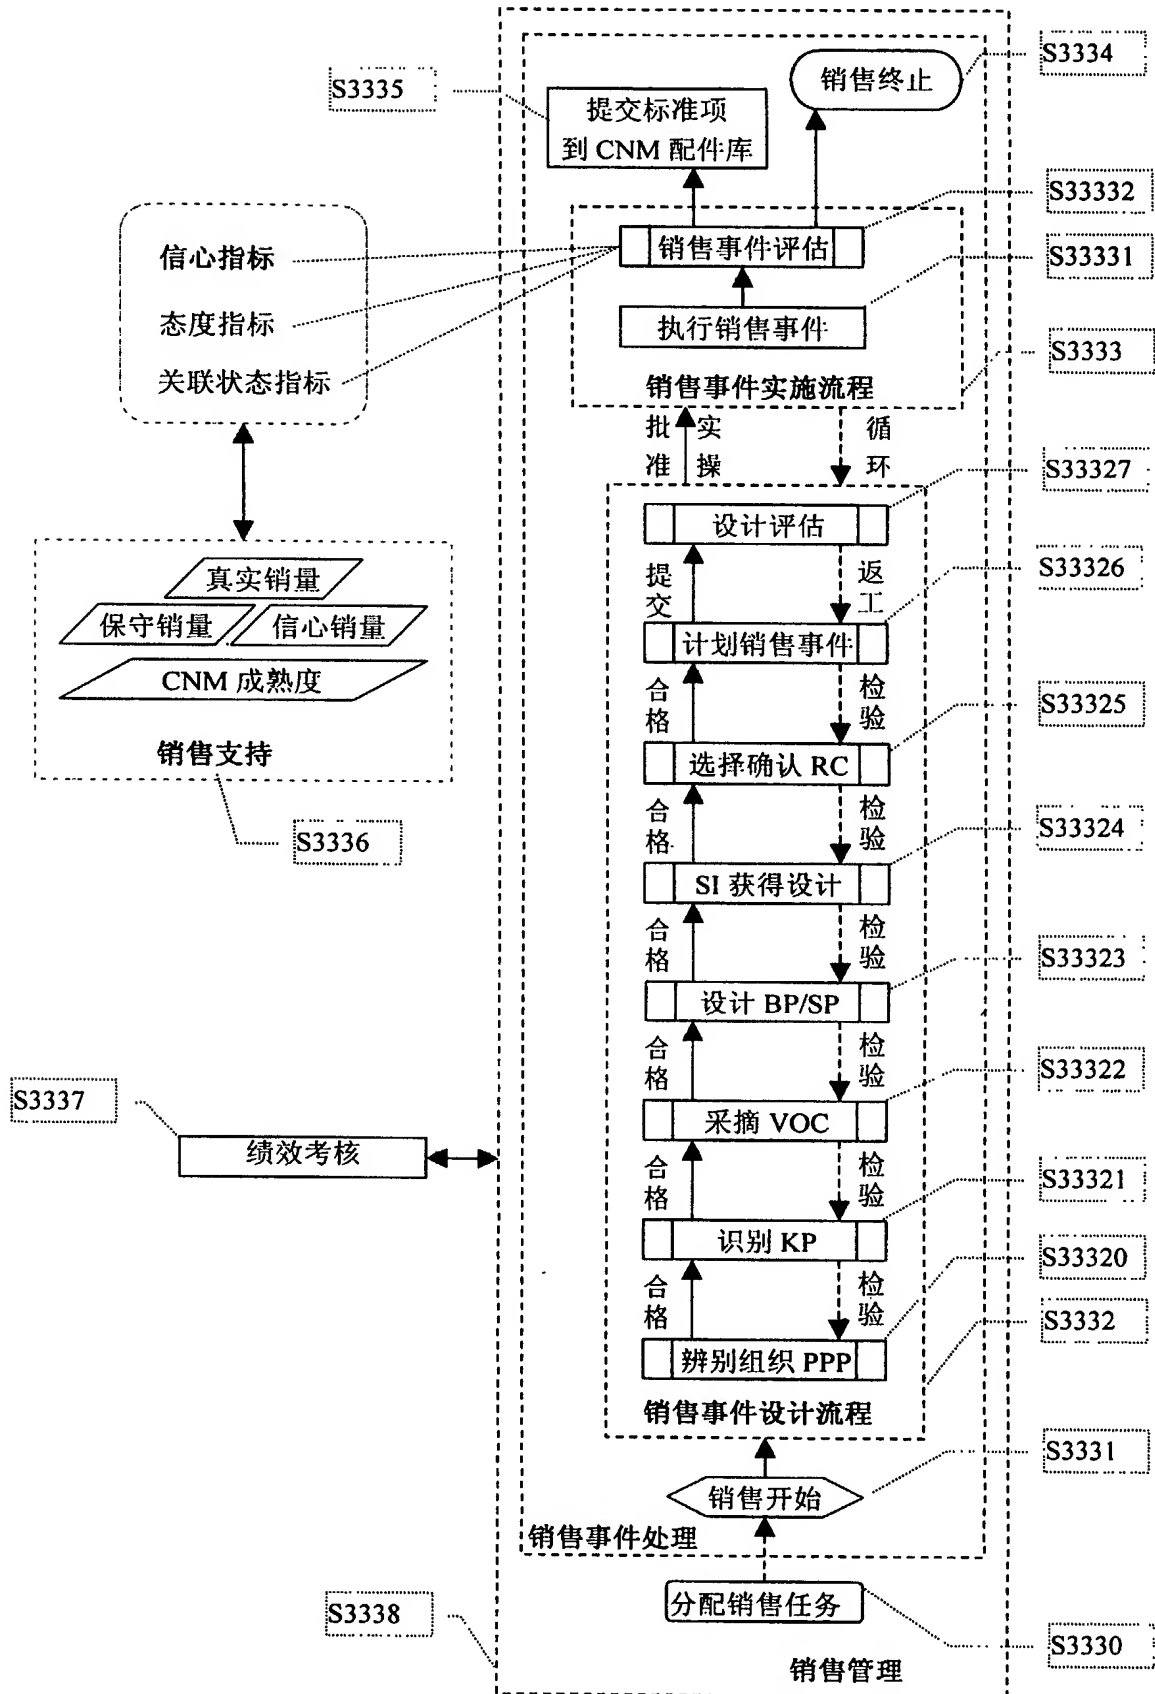 S3334
销售终止
S3335
提交标准项
到 CNM 配件库
S33332
销售事件评估
信心指标
S33331
执行销售事件
态度指标
S3333
关联状态指标
销售事件实施流程
批准
实操
循环
S33327
设计评估
提交
返工
S33326
真实销量
保守销量
信心销量
计划销售事件
CNM 成熟度
合格
检验
S33325
销售支持
选择确认 RC
合格
检验
S33324
S3336
SI 获得设计
合格
检验
S33323
设计 BP/SP
合格
检验
S33322
S3337
采摘 VOC
绩效考核
合格
检验
S33321
识别 KP
S33320
合格
检验
S3332
辨别组织 PPP
销售事件设计流程
S3331
销售开始
销售事件处理
分配销售任务
S3338
S3330
销售管理